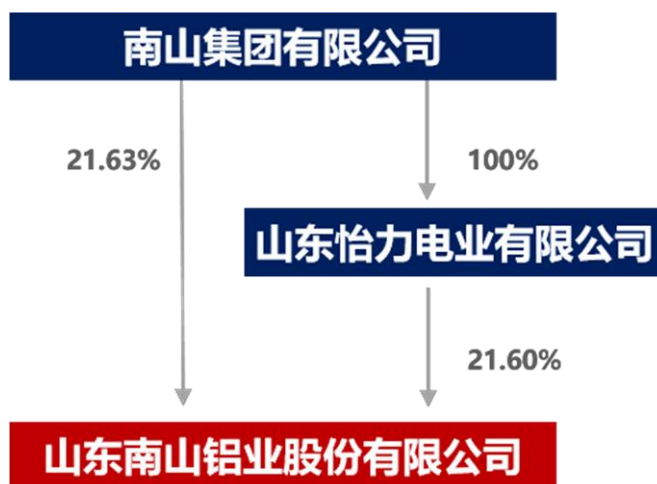 南山集团有限公司
21.63%
100%
山东怡力电业有限公司
21.60%
山东南山铝业股份有限公司